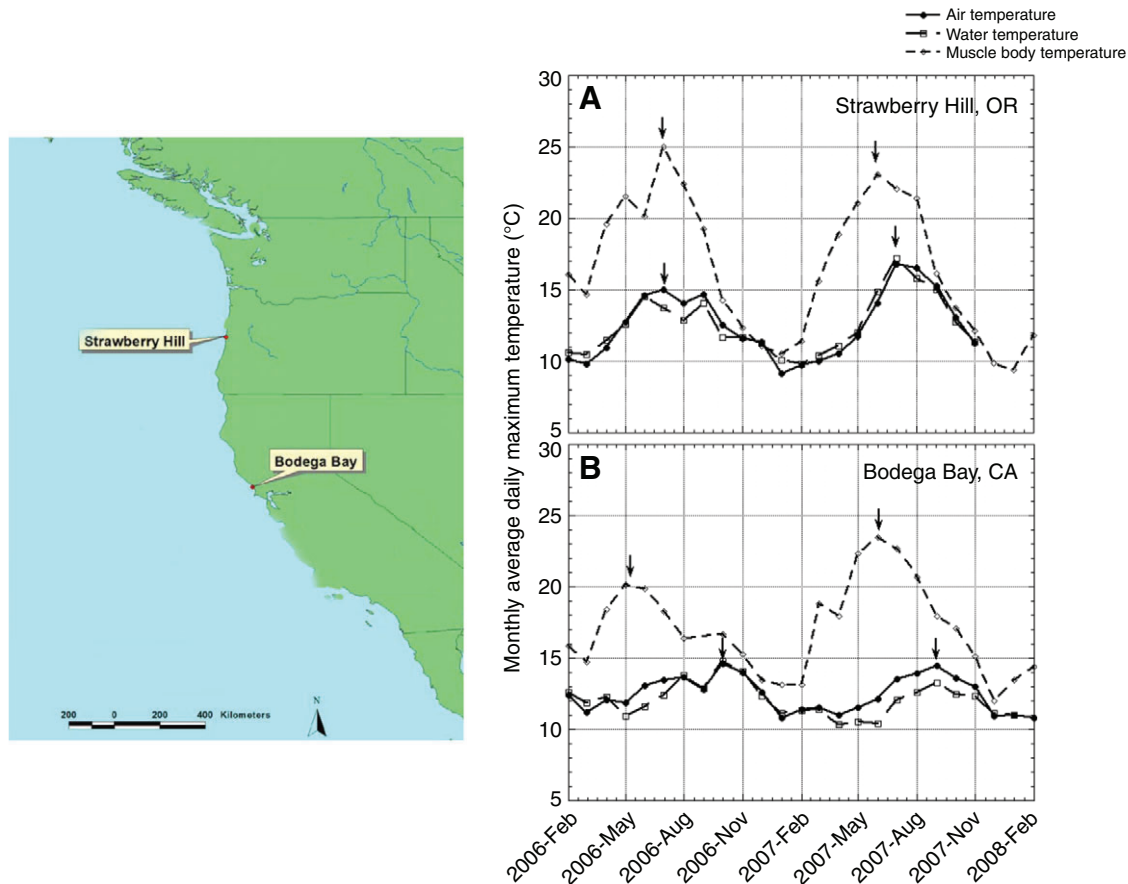 Air temperature
Water temperature
Muscle body temperature
Strawberry Hill
Bodega Bay
200 0 200 400 Kilometers
N
Monthly average daily maximum temperature (°C)
A
Strawberry Hill, OR
30
25
20
15
10
5
B
Bodega Bay, CA
30
25
20
15
10
5
2006-Feb
2006-May
2006-Aug
2006-Nov
2007-Feb
2007-May
2007-Aug
2007-Nov
2008-Feb